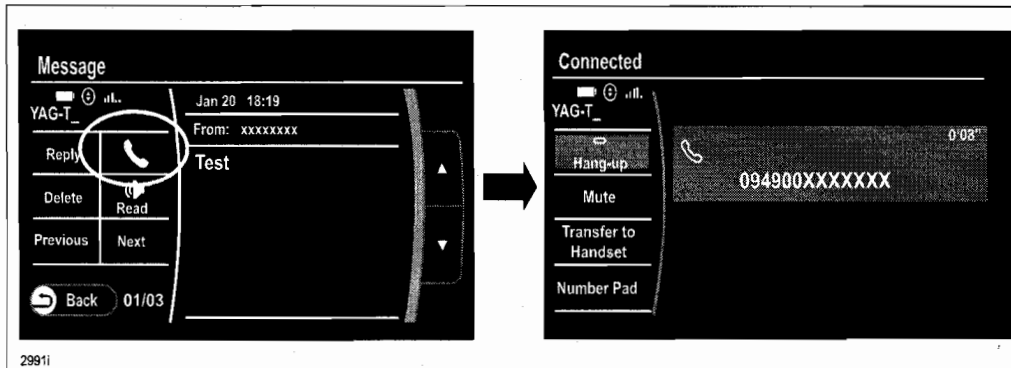 Message
YAG-T_
Jan 20 18:19
From: xxxxxxxx
Reply
Test
Delete
Read
Previous Next
Back 01/03
Connected
YAG-T_
Hang-up
0'03"
094900XXXXXXX
Mute
Transfer to
Handset
Number Pad
2991i